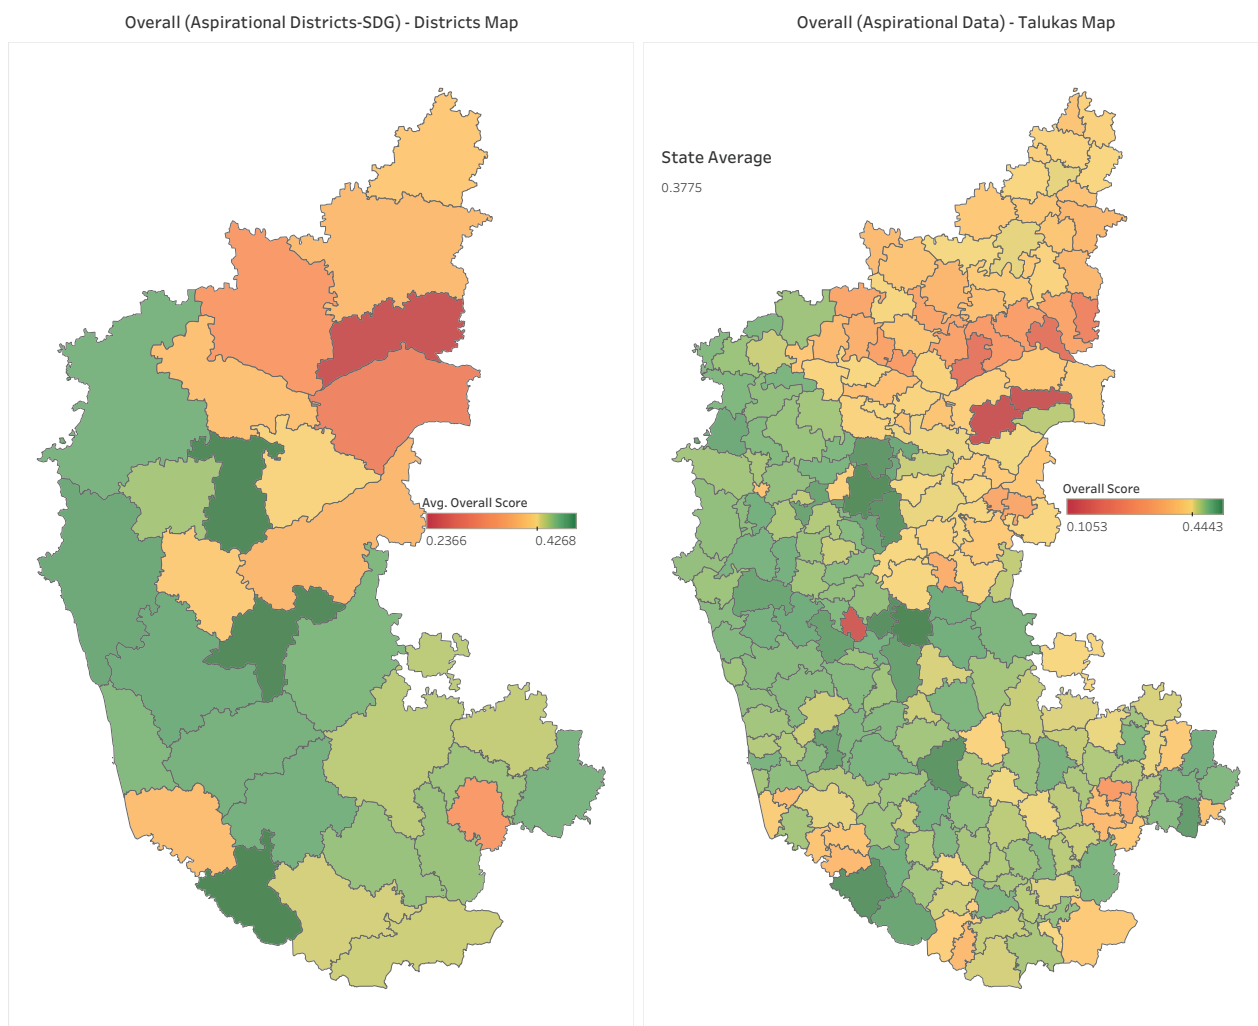 Overall (Aspirational Districts-SDG) - Districts Map
Overall (Aspirational Data) - Talukas Map
State Average
0.3775
Avg. Overall Score
0.2366 0.4268
Overall Score
0.1053 0.4443